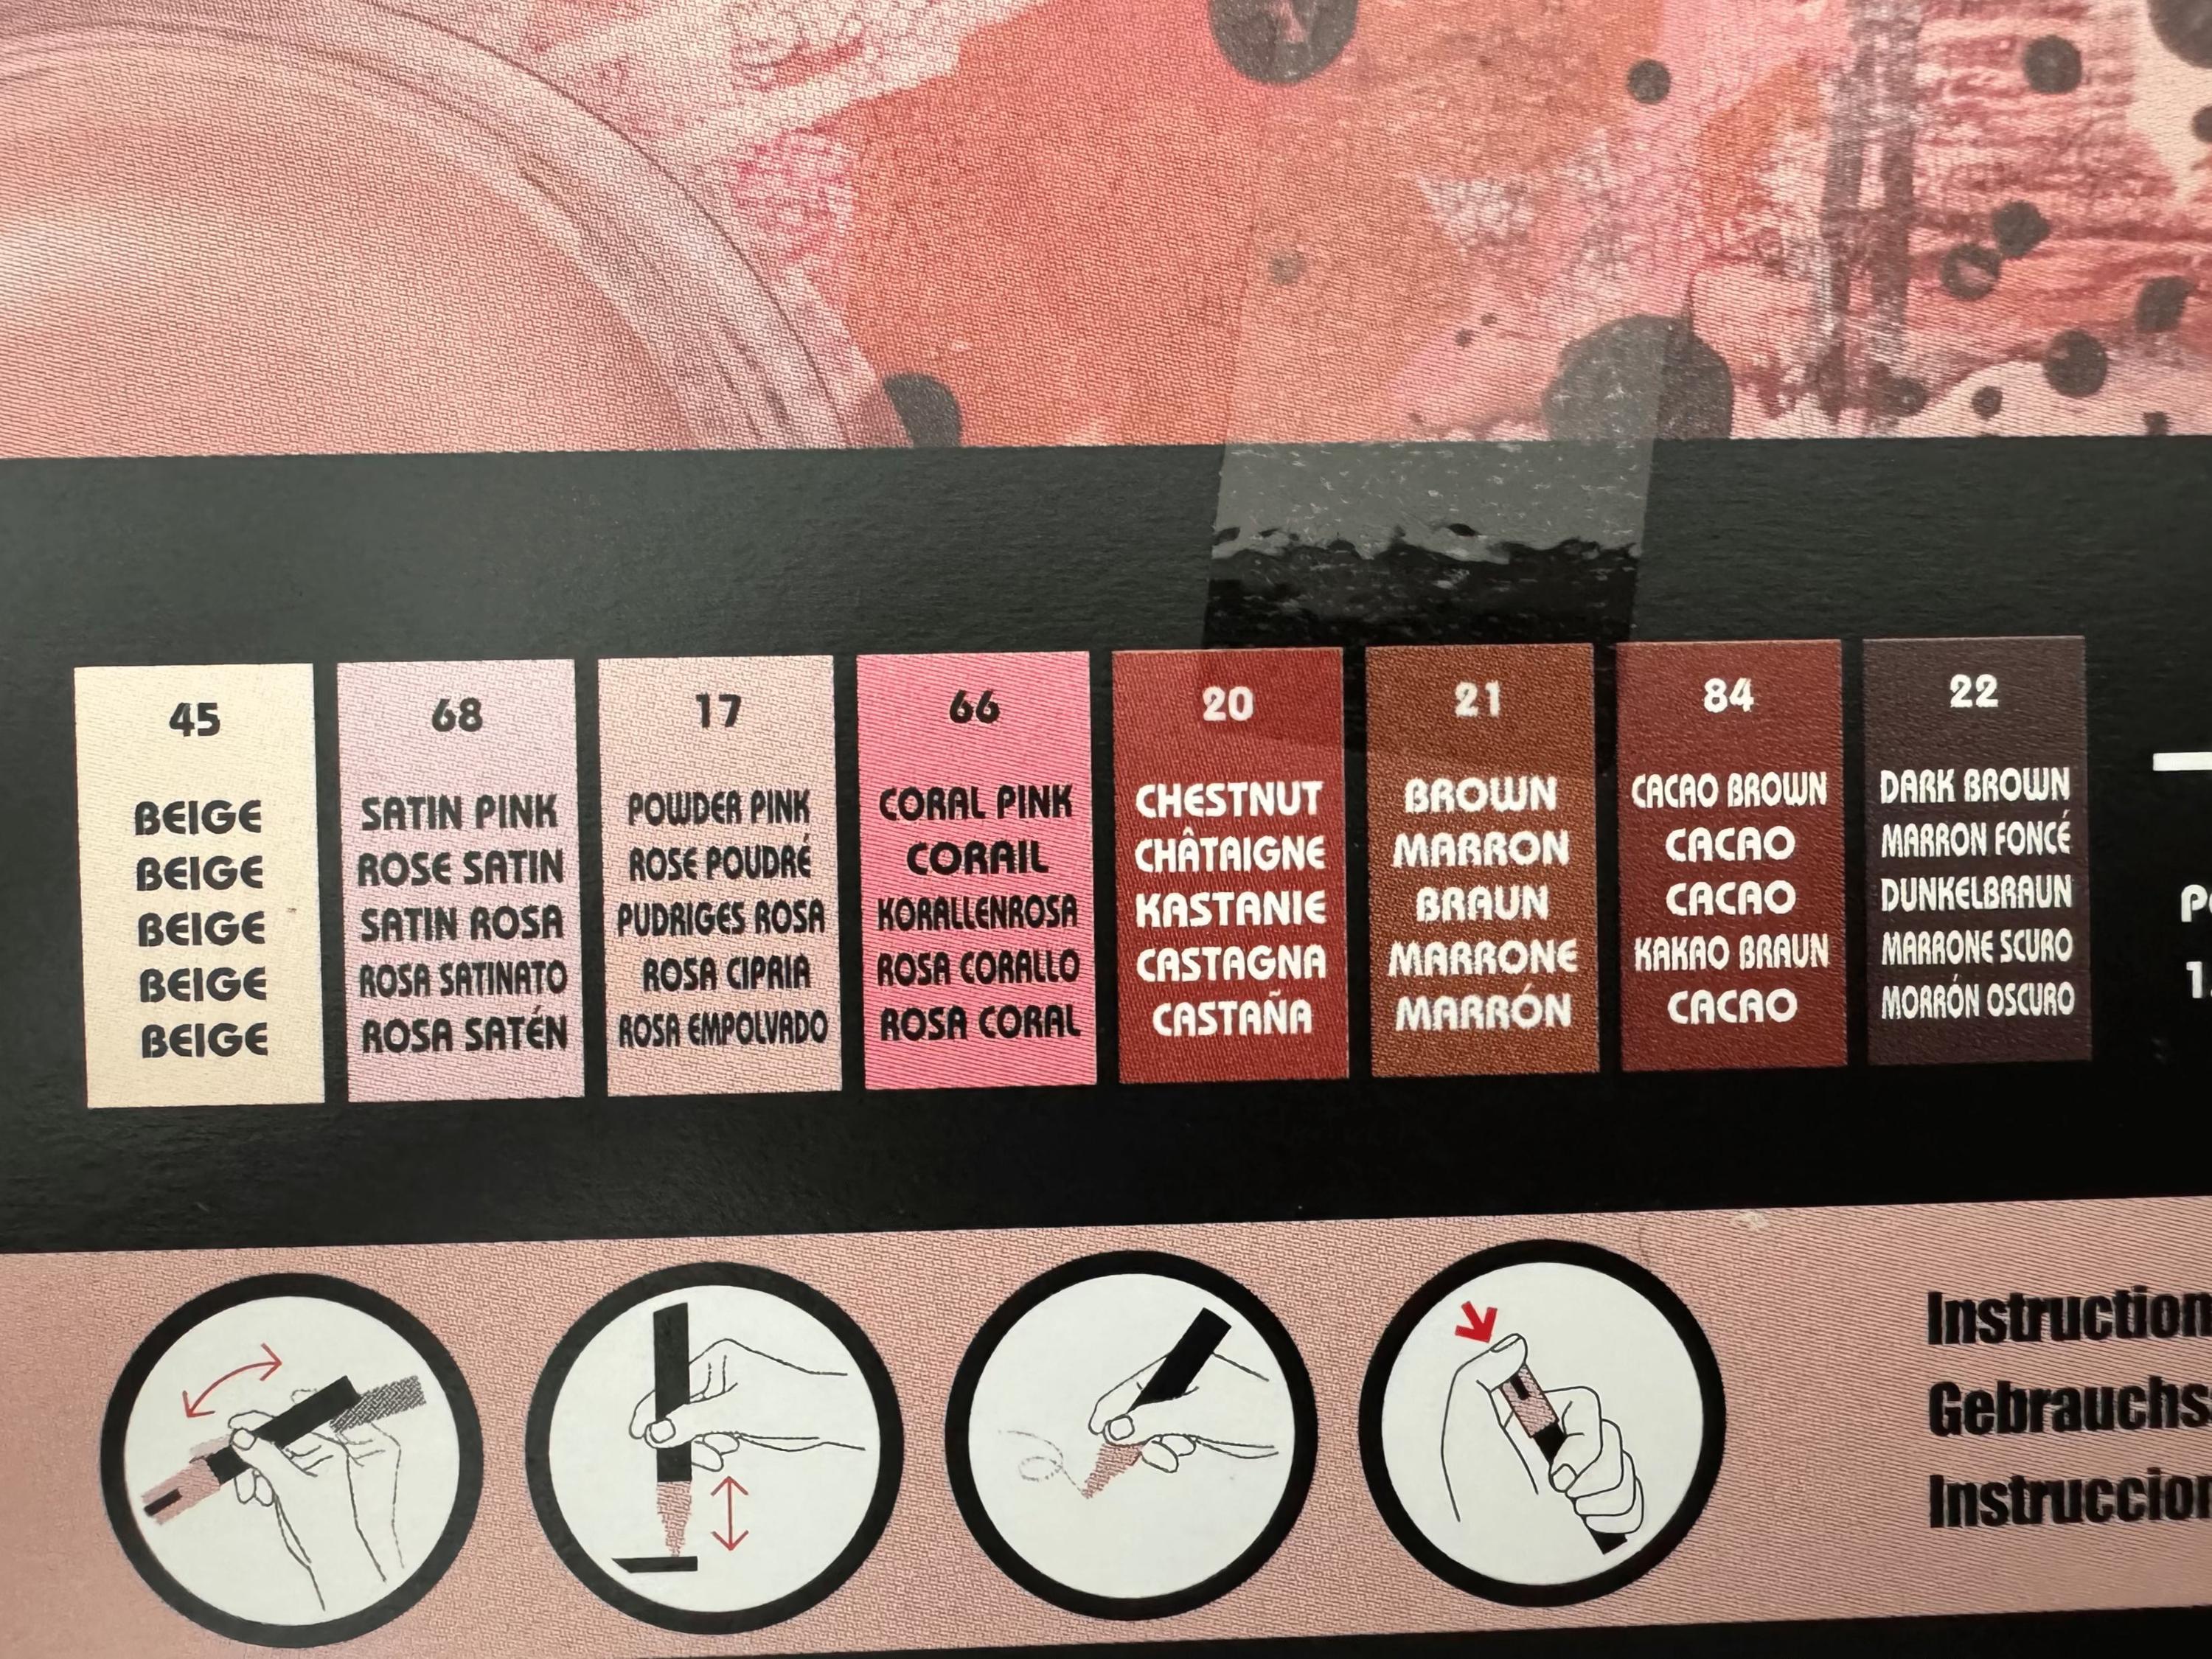 45
BEIGE
BEIGE
BEIGE
BEIGE
BEIGE
68
SATIN PINK
ROSE SATIN
SATIN ROSA
ROSA SATINATO
ROSA SATÉN
17
POWDER PINK
ROSE POUDRÉ
PUDRIGES ROSA
ROSA CIPRIA
ROSA EMPOLVADO
66
CORAL PINK
CORAIL
KORALLENROSA
ROSA CORALLO
ROSA CORAL
20
CHESTNUT
CHÂTAIGNE
KASTANIE
CASTAGNA
CASTAÑA
21
BROWN
MARRON
BRAUN
MARRONE
MARRÓN
84
CACAO BROWN
CACAO
CACAO
KAKAO BRAUN
CACAO
22
DARK BROWN
MARRON FONCÉ
DUNKELBRAUN
MARRONE SCURO
MORRÓN OSCURO
Instruction
Gebrauchs
Instruccion